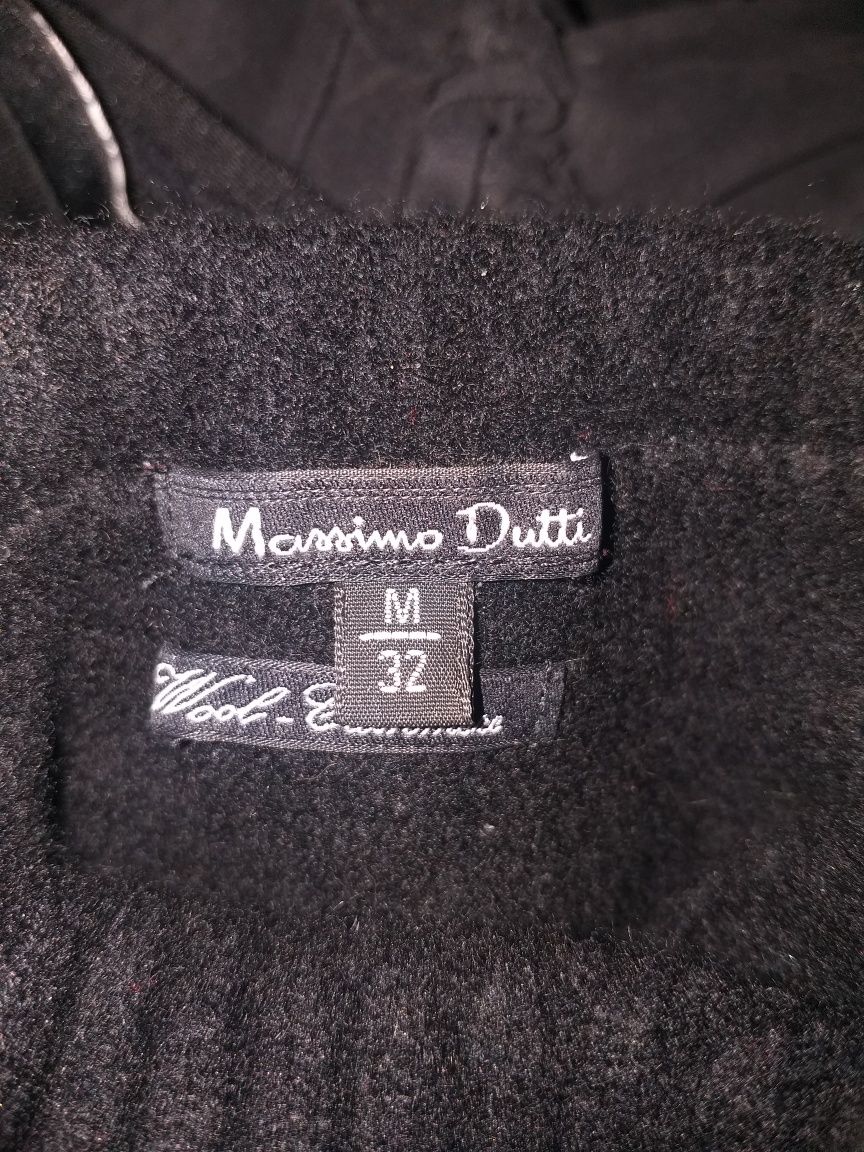 Massimo Dutti
M
32
Wool -